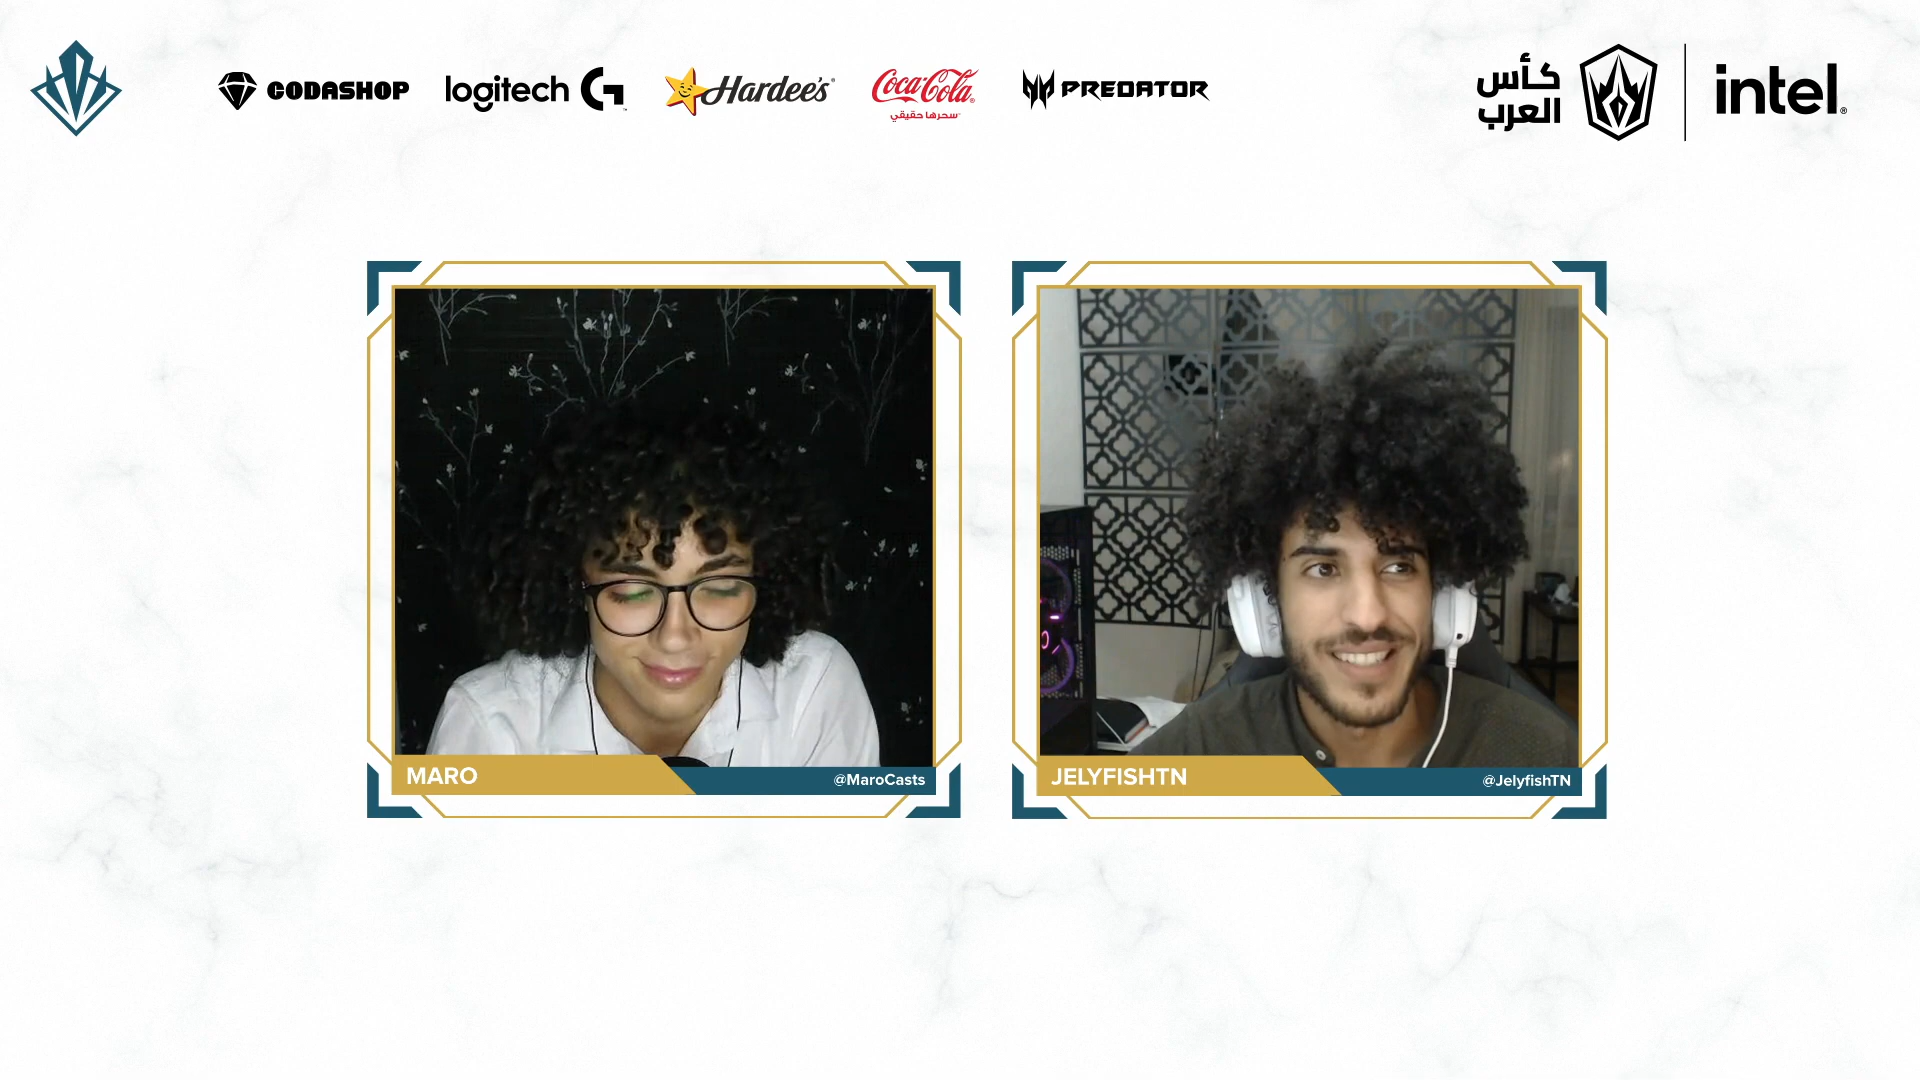 CODASHOP
logitech G
Hardee's®
Coca-Cola®
سحرها حقيقي
PREDATOR
كأس
العرب
intel®
MARO
@MaroCasts
JELYFISHTN
@JelyfishTN